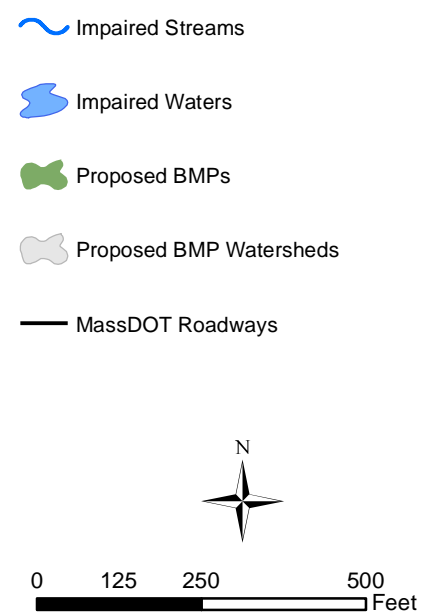 Impaired Streams
Impaired Waters
Proposed BMPs
Proposed BMP Watersheds
MassDOT Roadways
N
0 125 250 500
Feet